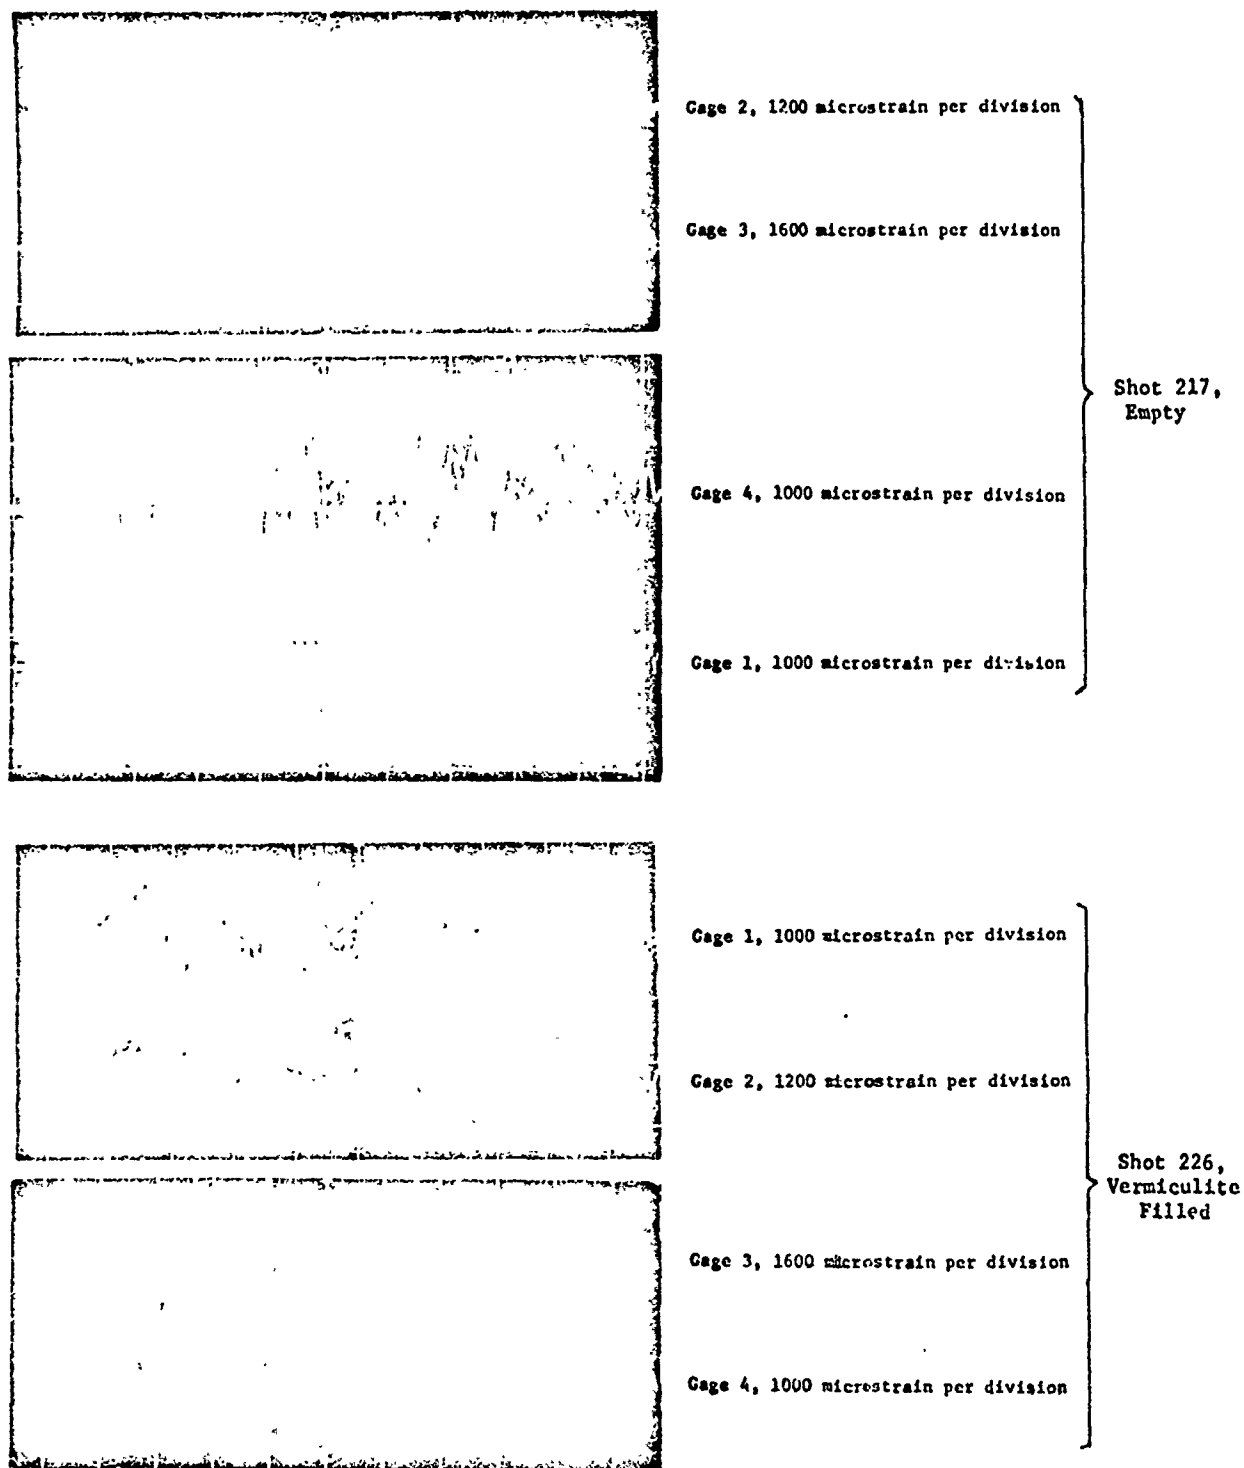 Gage 2, 1200 microstrain per division
Gage 3, 1600 microstrain per division
Shot 217,
Empty
Gage 4, 1000 microstrain per division
Gage 1, 1000 microstrain per division
Gage 1, 1000 microstrain per division
Gage 2, 1200 microstrain per division
Shot 226,
Vermiculite
Filled
Gage 3, 1600 microstrain per division
Gage 4, 1000 microstrain per division